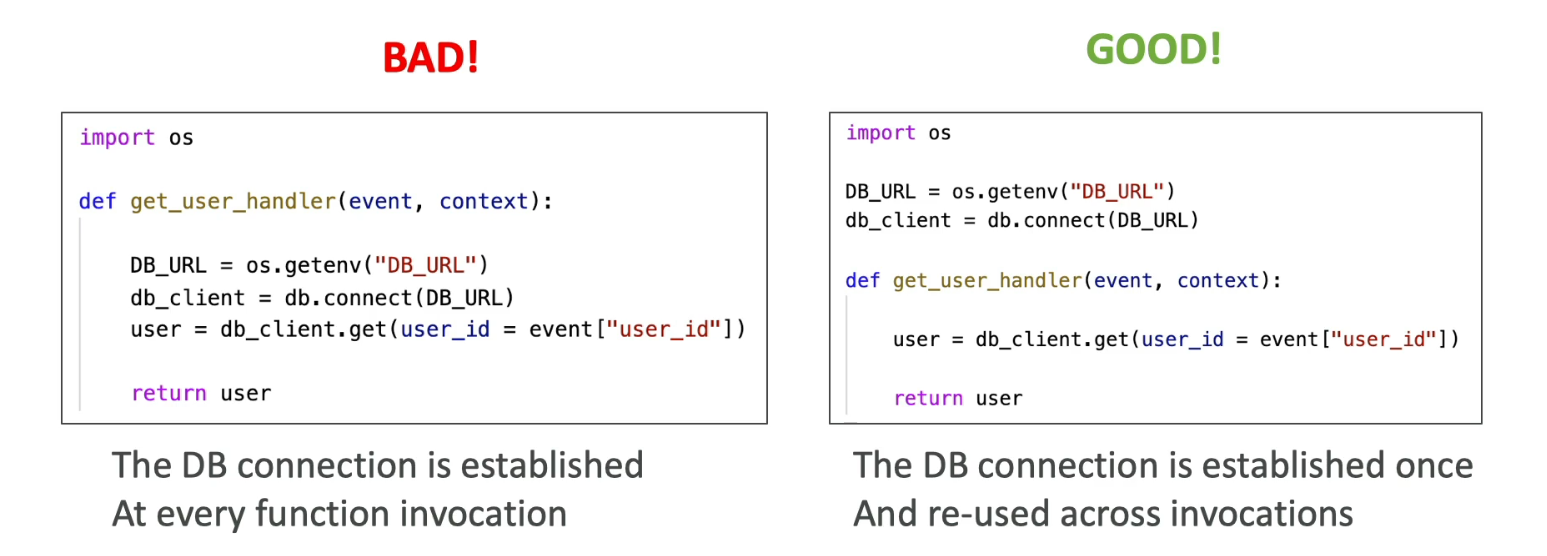 BAD!
import os
def get_user_handler(event, context):
DB_URL = os.getenv("DB_URL")
db_client = db.connect(DB_URL)
user = db_client.get(user_id = event["user_id"])
return user
The DB connection is established
At every function invocation
GOOD!
import os
DB_URL = os.getenv("DB_URL")
db_client = db.connect(DB_URL)
def get_user_handler(event, context):
user = db_client.get(user_id = event["user_id"])
return user
The DB connection is established once
And re-used across invocations